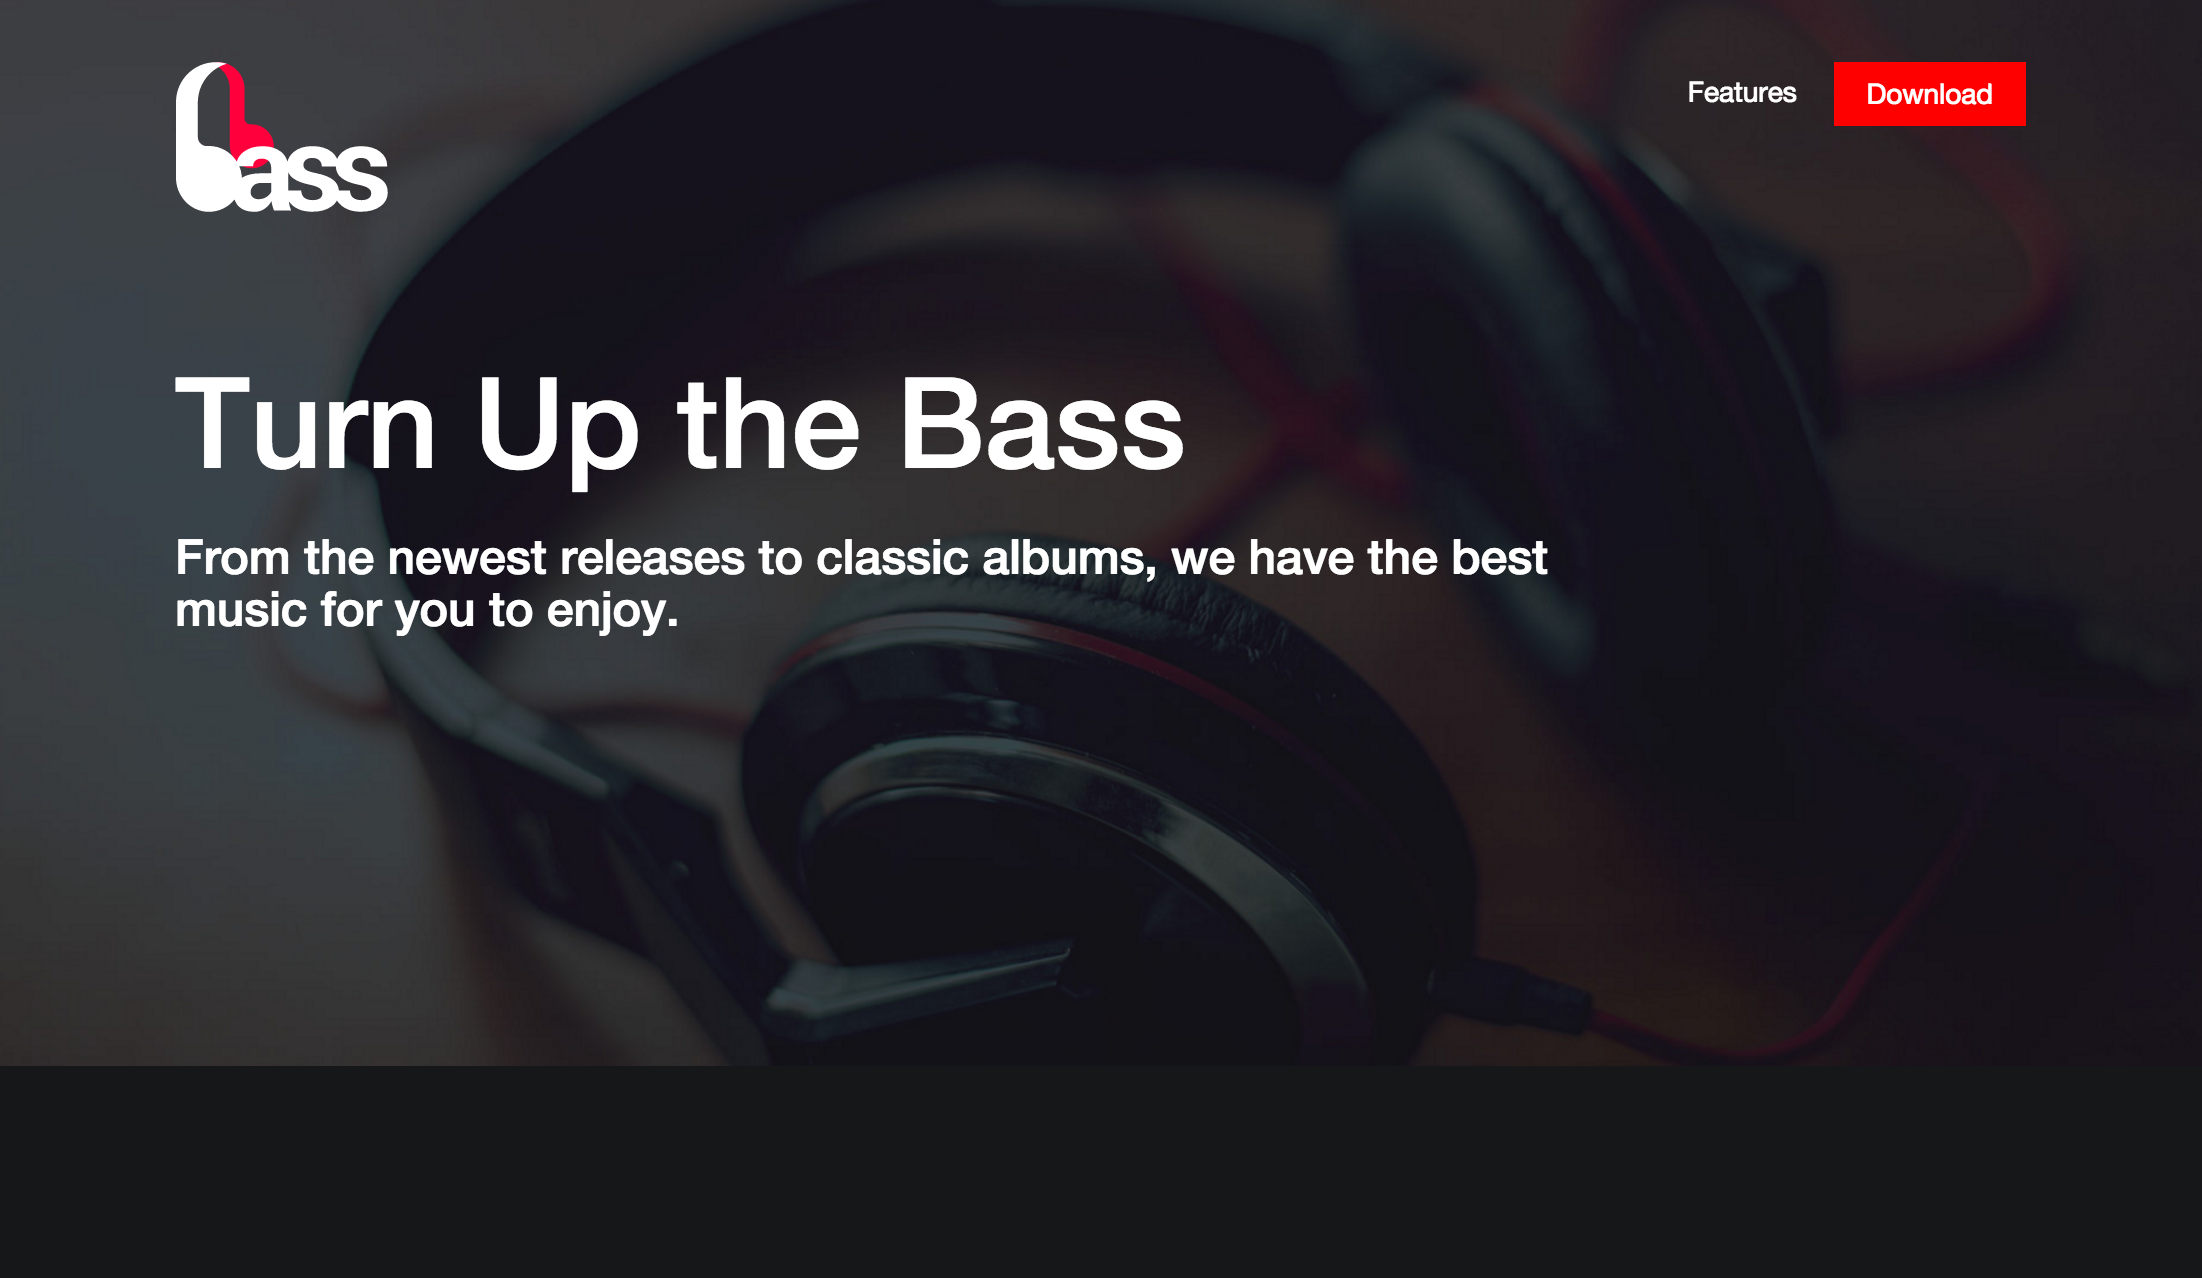 bass
Features
Download
Turn Up the Bass
From the newest releases to classic albums, we have the best
music for you to enjoy.